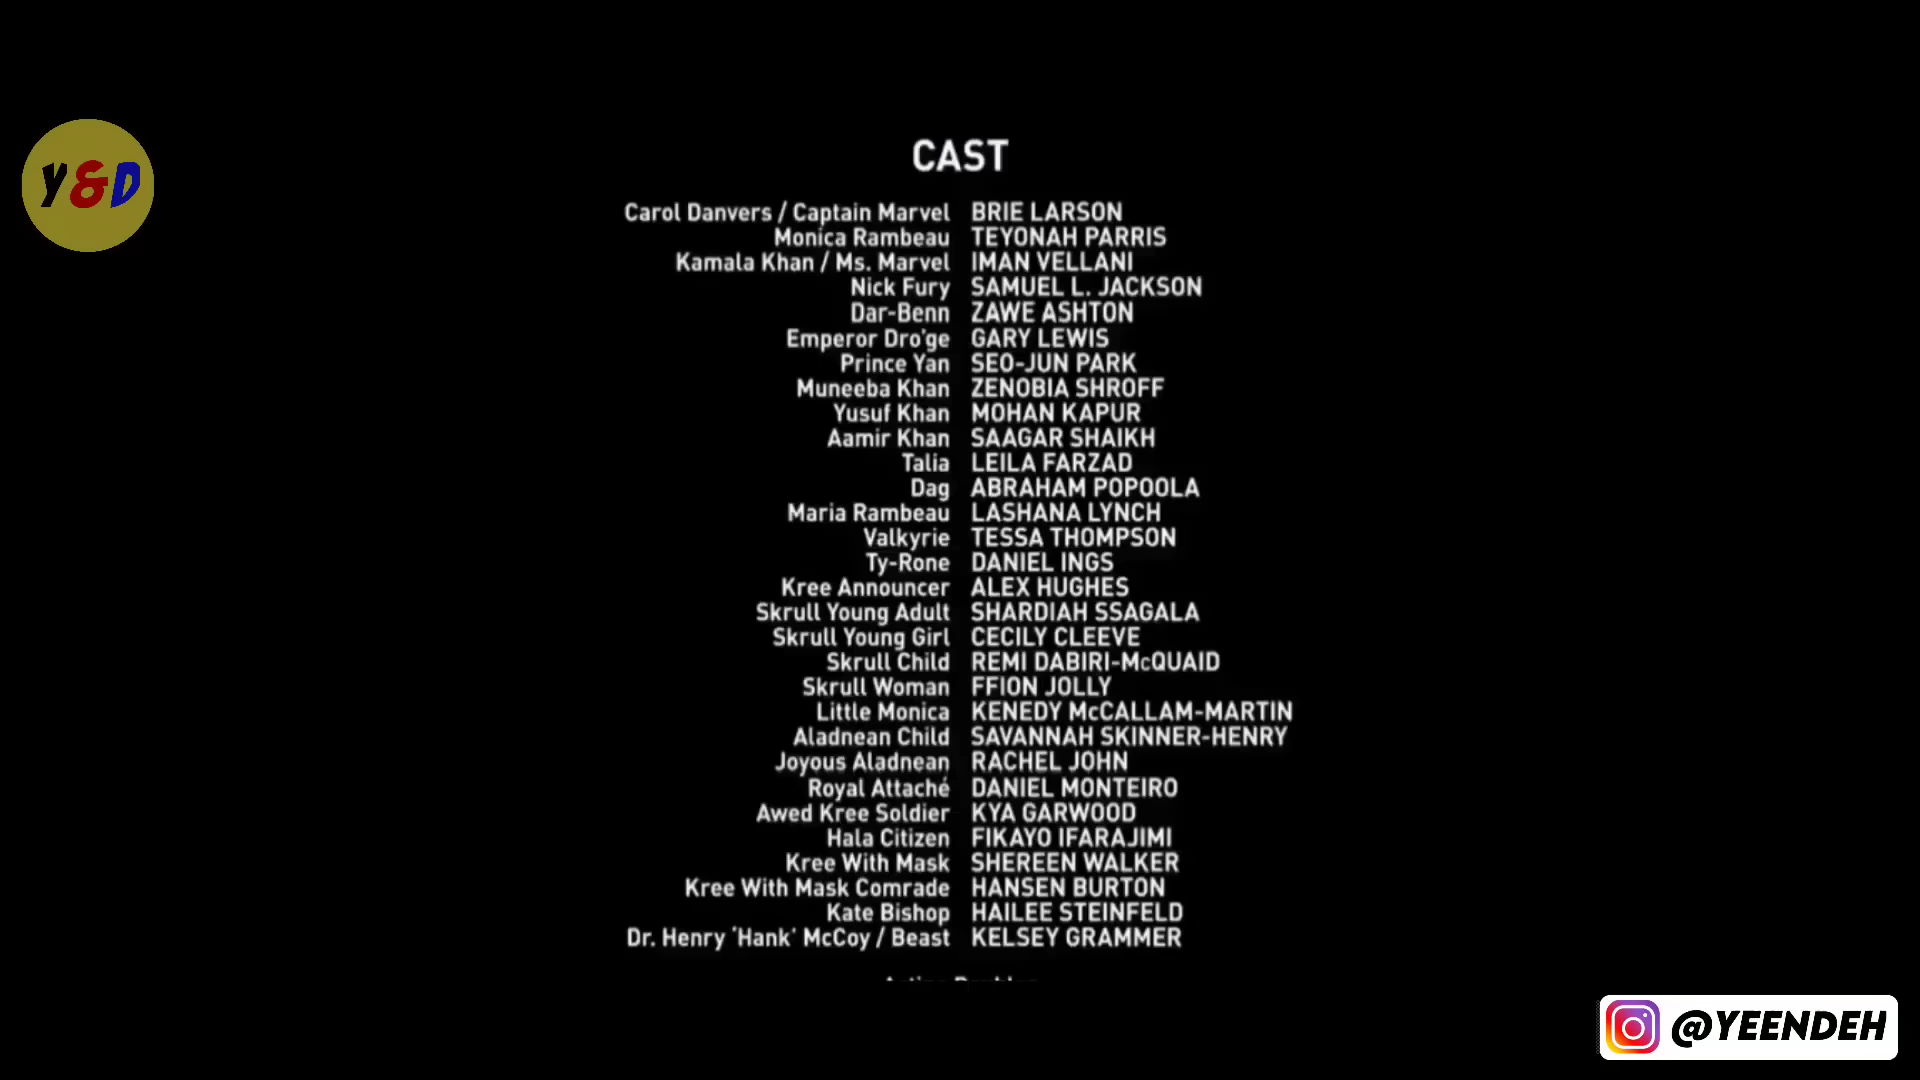 Y&D
CAST
Carol Danvers / Captain Marvel BRIE LARSON
Monica Rambeau TEYONAH PARRIS
Kamala Khan / Ms. Marvel IMAN VELLANI
Nick Fury SAMUEL L. JACKSON
Dar-Benn ZAWE ASHTON
Emperor Dro'ge GARY LEWIS
Prince Yan SEO-JUN PARK
Muneeba Khan ZENOBIA SHROFF
Yusuf Khan MOHAN KAPUR
Aamir Khan SAAGAR SHAIKH
Talia LEILA FARZAD
Dag ABRAHAM POPOOLA
Maria Rambeau LASHANA LYNCH
Valkyrie TESSA THOMPSON
Ty-Rone DANIEL INGS
Kree Announcer ALEX HUGHES
Skrull Young Adult SHARDIAH SSAGALA
Skrull Young Girl CECILY CLEEVE
Skrull Child REMI DABIRI-McQUAID
Skrull Woman FFION JOLLY
Little Monica KENEDY McCALLAM-MARTIN
Aladnean Child SAVANNAH SKINNER-HENRY
Joyous Aladnean RACHEL JOHN
Royal Attaché DANIEL MONTEIRO
Awed Kree Soldier KYA GARWOOD
Hala Citizen FIKAYO IFARAJIMI
Kree With Mask SHEREEN WALKER
Kree With Mask Comrade HANSEN BURTON
Kate Bishop HAILEE STEINFELD
Dr. Henry ‘Hank’ McCoy / Beast KELSEY GRAMMER
@YEENDEH